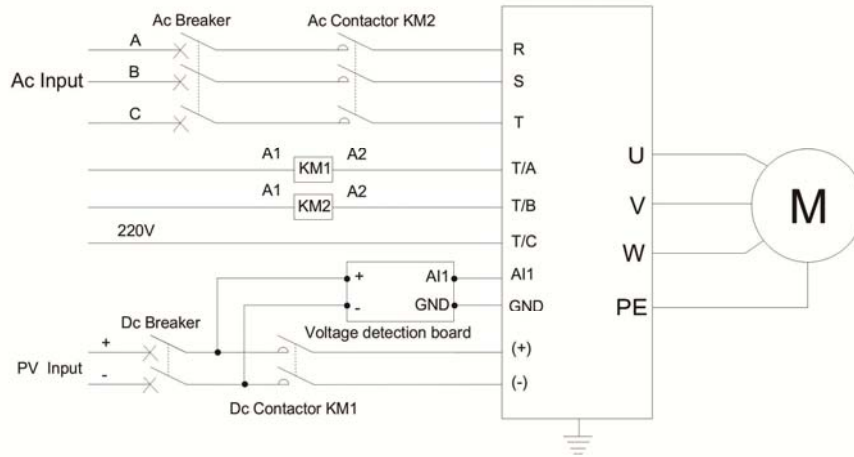 Ac Breaker Ac Contactor KM2
A R
Ac Input B S
C T
A1 KM1 A2 T/A
U
A1 KM2 A2 T/B
V M
220V T/C
W
+ AI1 AI1
- GND GND
PE
Dc Breaker Voltage detection board
+ (+)
PV Input
- (-)
Dc Contactor KM1